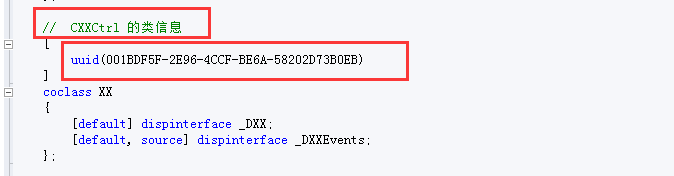 // CXXCtrl 的类信息
[
uuid(001BDF5F-2E96-4CCF-BE6A-58202D73B0EB)
]
coclass XX
{
[default] dispinterface _DXX;
[default, source] dispinterface _DXXEvents;
};